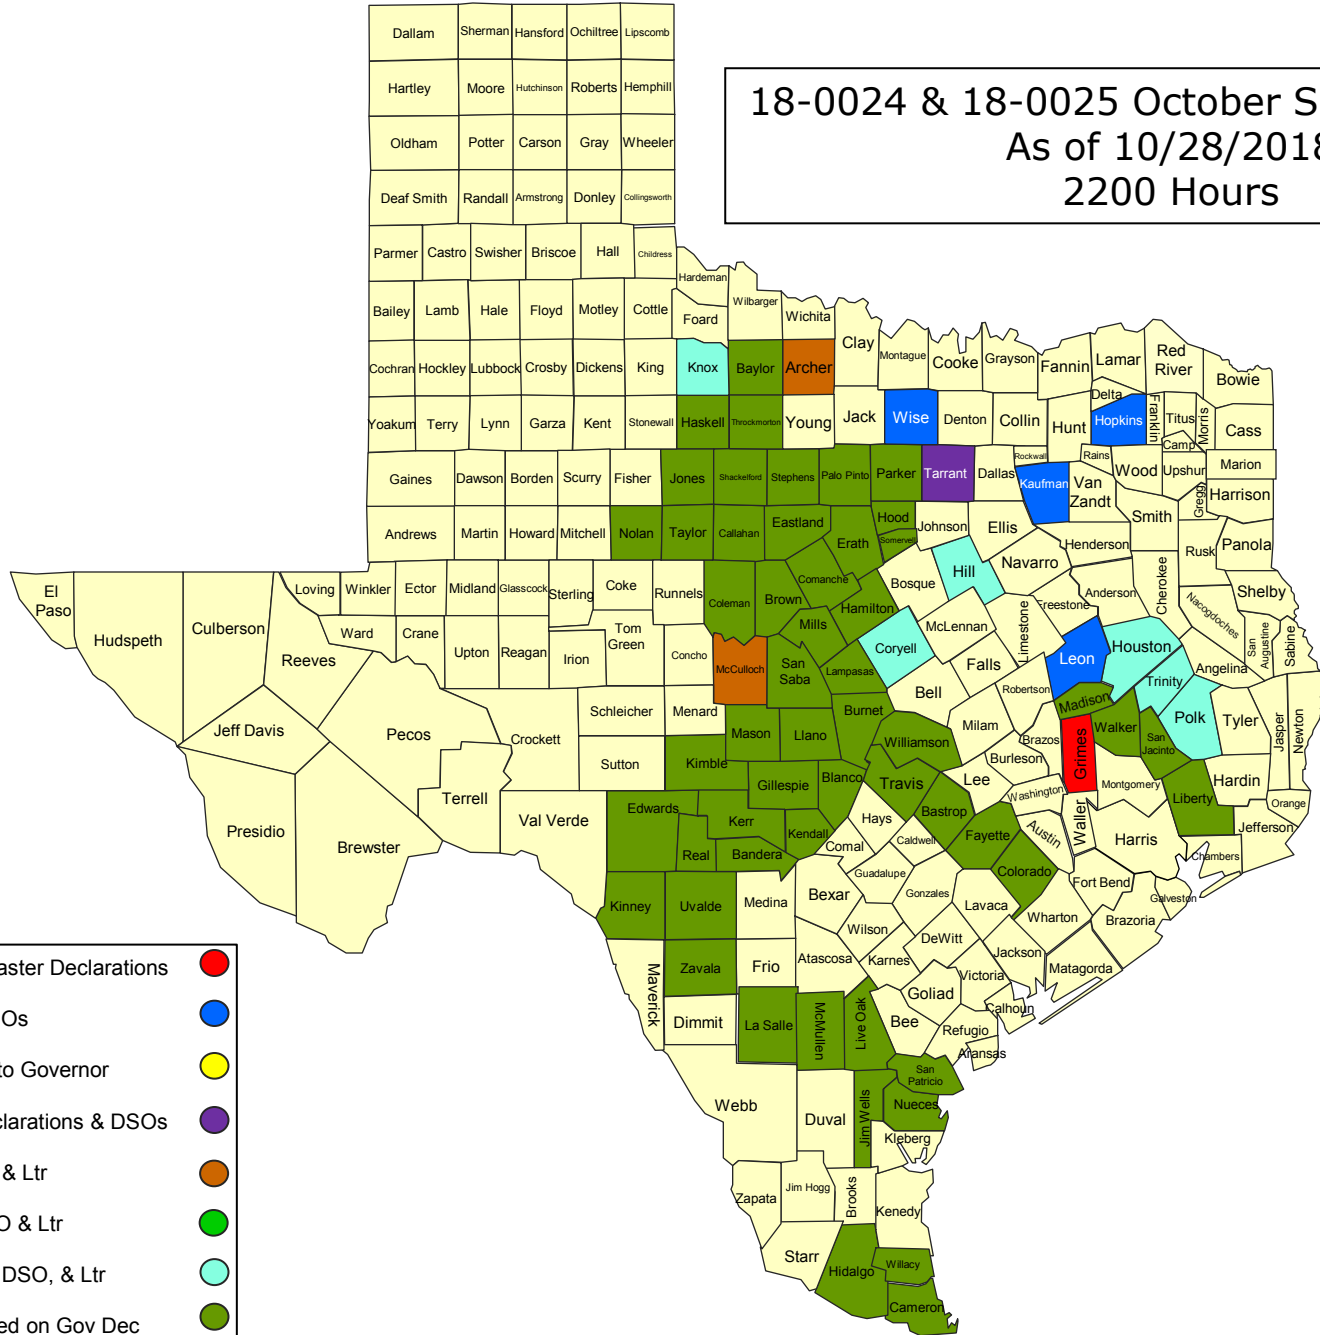 Dallam Sherman Hansford Ochiltree Lipscomb
Hartley Moore Hutchinson Roberts Hemphill
18-0024 & 18-0025 October S
As of 10/28/2018
2200 Hours
Oldham Potter Carson Gray Wheeler
Deaf Smith Randall Armstrong Donley Collingsworth
Parmer Castro Swisher Briscoe Hall Childress
Hardeman
Bailey Lamb Hale Floyd Motley Cottle Foard Wilbarger Wichita
Clay Montague Cooke Grayson Fannin Lamar Red River Bowie
Cochran Hockley Lubbock Crosby Dickens King Knox Baylor Archer
Delta
Yoakum Terry Lynn Garza Kent Stonewall Haskell Throckmorton Young Jack Wise Denton Collin Hunt Hopkins Franklin Titus Morris Cass
Camp
Rockwall Rains
Gaines Dawson Borden Scurry Fisher Jones Shackelford Stephens Palo Pinto Parker Tarrant Dallas Kaufman Van Zandt Wood Upshur Marion
Gregg Harrison
Andrews Martin Howard Mitchell Nolan Taylor Callahan Eastland Erath Hood Somervell Johnson Ellis Henderson Smith Rusk Panola
El Paso Hudspeth Culberson Loving Winkler Ector Midland Glasscock Sterling Coke Runnels Coleman Brown Comanche Hamilton Bosque Hill Navarro Freestone Anderson Cherokee Nacogdoches Shelby
Reeves Ward Crane Upton Reagan Irion Tom Green Concho McCulloch San Saba Mills Lampasas Coryell McLennan Falls Limestone Leon Houston Trinity Angelina San Augustine Sabine
Jeff Davis Pecos Crockett Schleicher Menard Mason Llano Burnet Bell Milam Robertson Brazos Madison Walker San Jacinto Polk Tyler Jasper Newton
Presidio Brewster Terrell Val Verde Sutton Kimble Gillespie Blanco Williamson Travis Lee Burleson Washington Grimes Montgomery Liberty Hardin Orange
Edwards Kerr Real Bandera Kendall Hays Comal Caldwell Bastrop Fayette Austin Waller Harris Chambers Jefferson
Kinney Uvalde Medina Bexar Guadalupe Gonzales Lavaca Colorado Fort Bend Galveston
Wharton Brazoria
Maverick Zavala Frio Atascosa Wilson Karnes DeWitt Jackson Matagorda
Victoria
Dimmit La Salle McMullen Live Oak Bee Goliad Calhoun
Refugio
Aransas
San Patricio
Webb Duval Jim Wells Nueces
Kleberg
Zapata Jim Hogg Brooks Kenedy
Starr Hidalgo Willacy
Cameron
aster Declarations
Os
to Governor
clarations & DSOs
& Ltr
O & Ltr
DSO, & Ltr
ed on Gov Dec